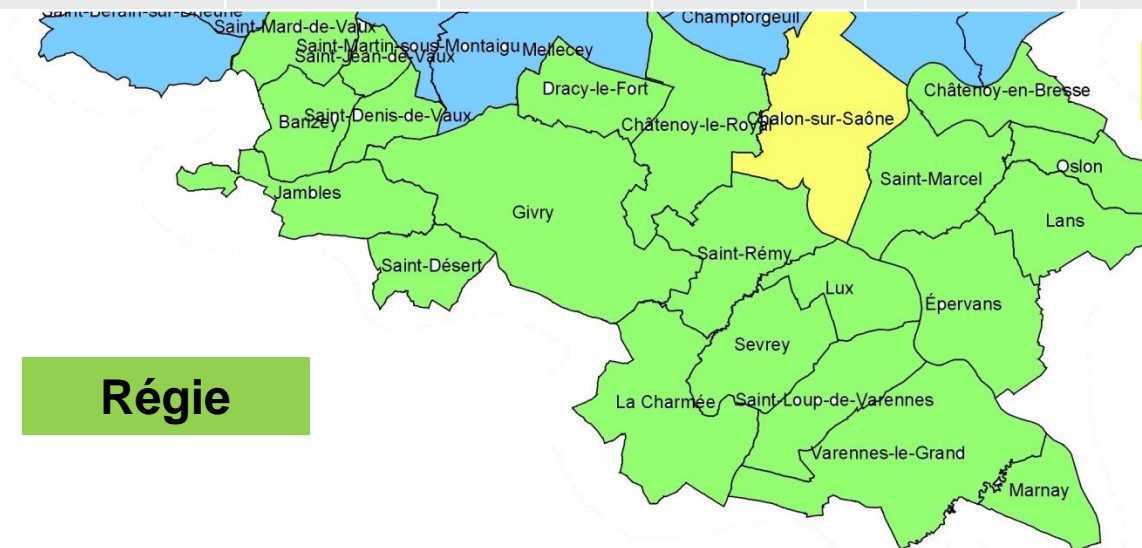 Champforgeuil
Saint-Mard-de-Vaux
Saint-Martin-sous-Montaigu
Mellecey
Saint-Jean-de-Vaux
Dracy-le-Fort
Châtenoy-en-Bresse
Barizey
Saint-Denis-de-Vaux
Châtenoy-le-Royal
Chalon-sur-Saône
Oslon
Saint-Marcel
Jambles
Givry
Lans
Saint-Rémy
Saint-Désert
Lux
Épervans
Sevrey
Régie
La Charmée
Saint-Loup-de-Varennes
Varennes-le-Grand
Marnay